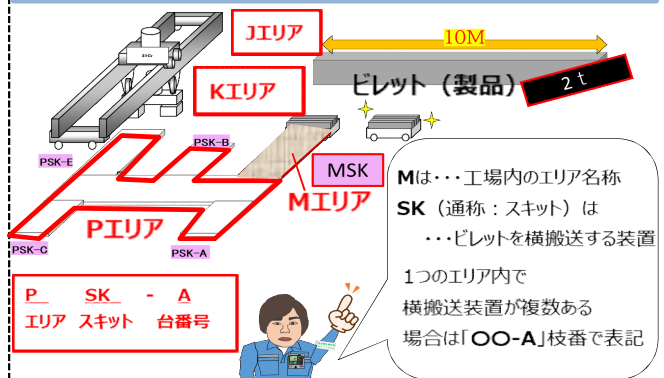 Jエリア
10M
ビレット（製品）
2ｔ
Kエリア
PSK-B
PSK-E
MSK
Mエリア
Pエリア
PSK-C
PSK-A
Mは・・・工場内のエリア名称
SK（通称：スキット）は
・・・ビレットを横搬送する装置
1つのエリア内で
横搬送装置が複数ある
場合は「〇〇-A」枝番で表記
P SK - A
エリア スキット 台番号